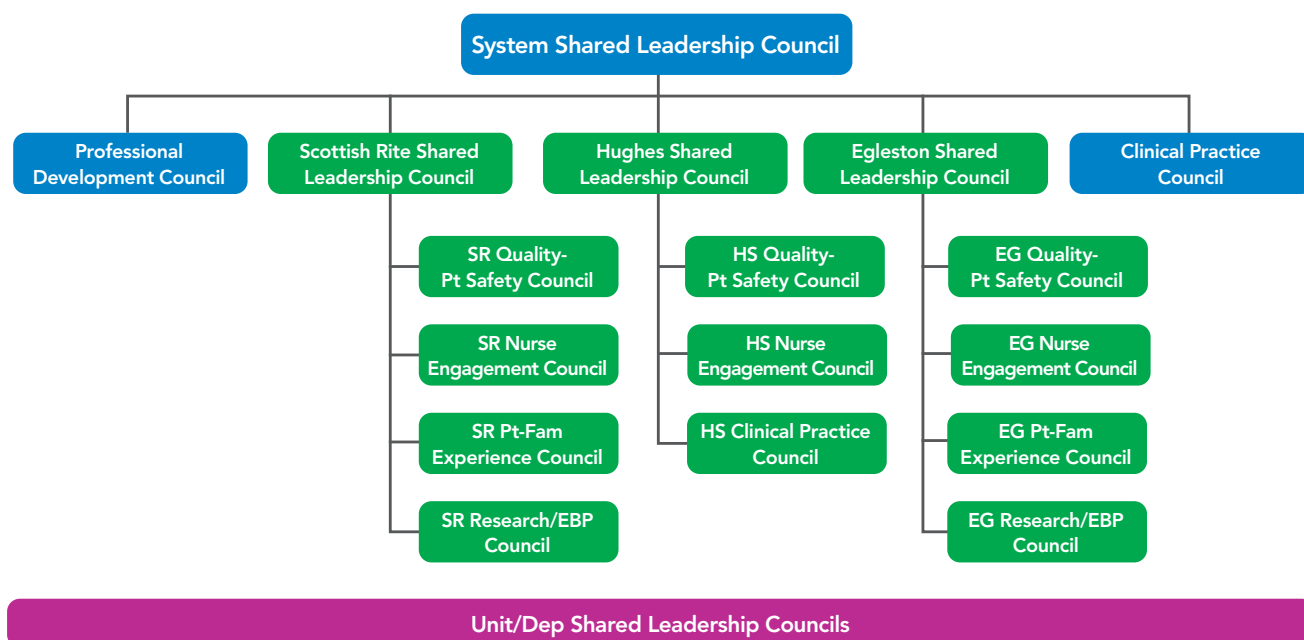 System Shared Leadership Council
Professional
Development Council
Scottish Rite Shared
Leadership Council
Hughes Shared
Leadership Council
Egleston Shared
Leadership Council
Clinical Practice
Council
SR Quality-
Pt Safety Council
SR Nurse
Engagement Council
SR Pt-Fam
Experience Council
SR Research/EBP
Council
HS Quality-
Pt Safety Council
HS Nurse
Engagement Council
HS Clinical Practice
Council
EG Quality-
Pt Safety Council
EG Nurse
Engagement Council
EG Pt-Fam
Experience Council
EG Research/EBP
Council
Unit/Dep Shared Leadership Councils